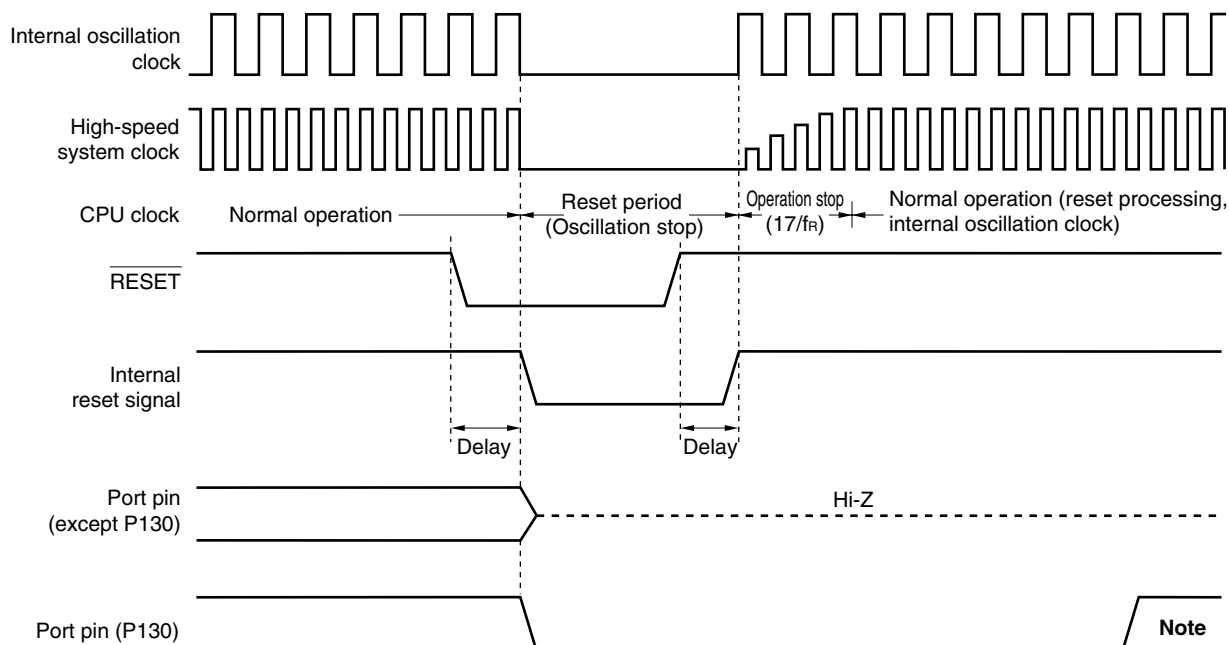 Internal oscillation
clock
High-speed
system clock
CPU clock
Normal operation
Reset period
(Oscillation stop)
Operation stop
(17/fR)
Normal operation (reset processing,
internal oscillation clock)
RESET
Internal
reset signal
Delay
Delay
Port pin
(except P130)
Hi-Z
Port pin (P130)
Note